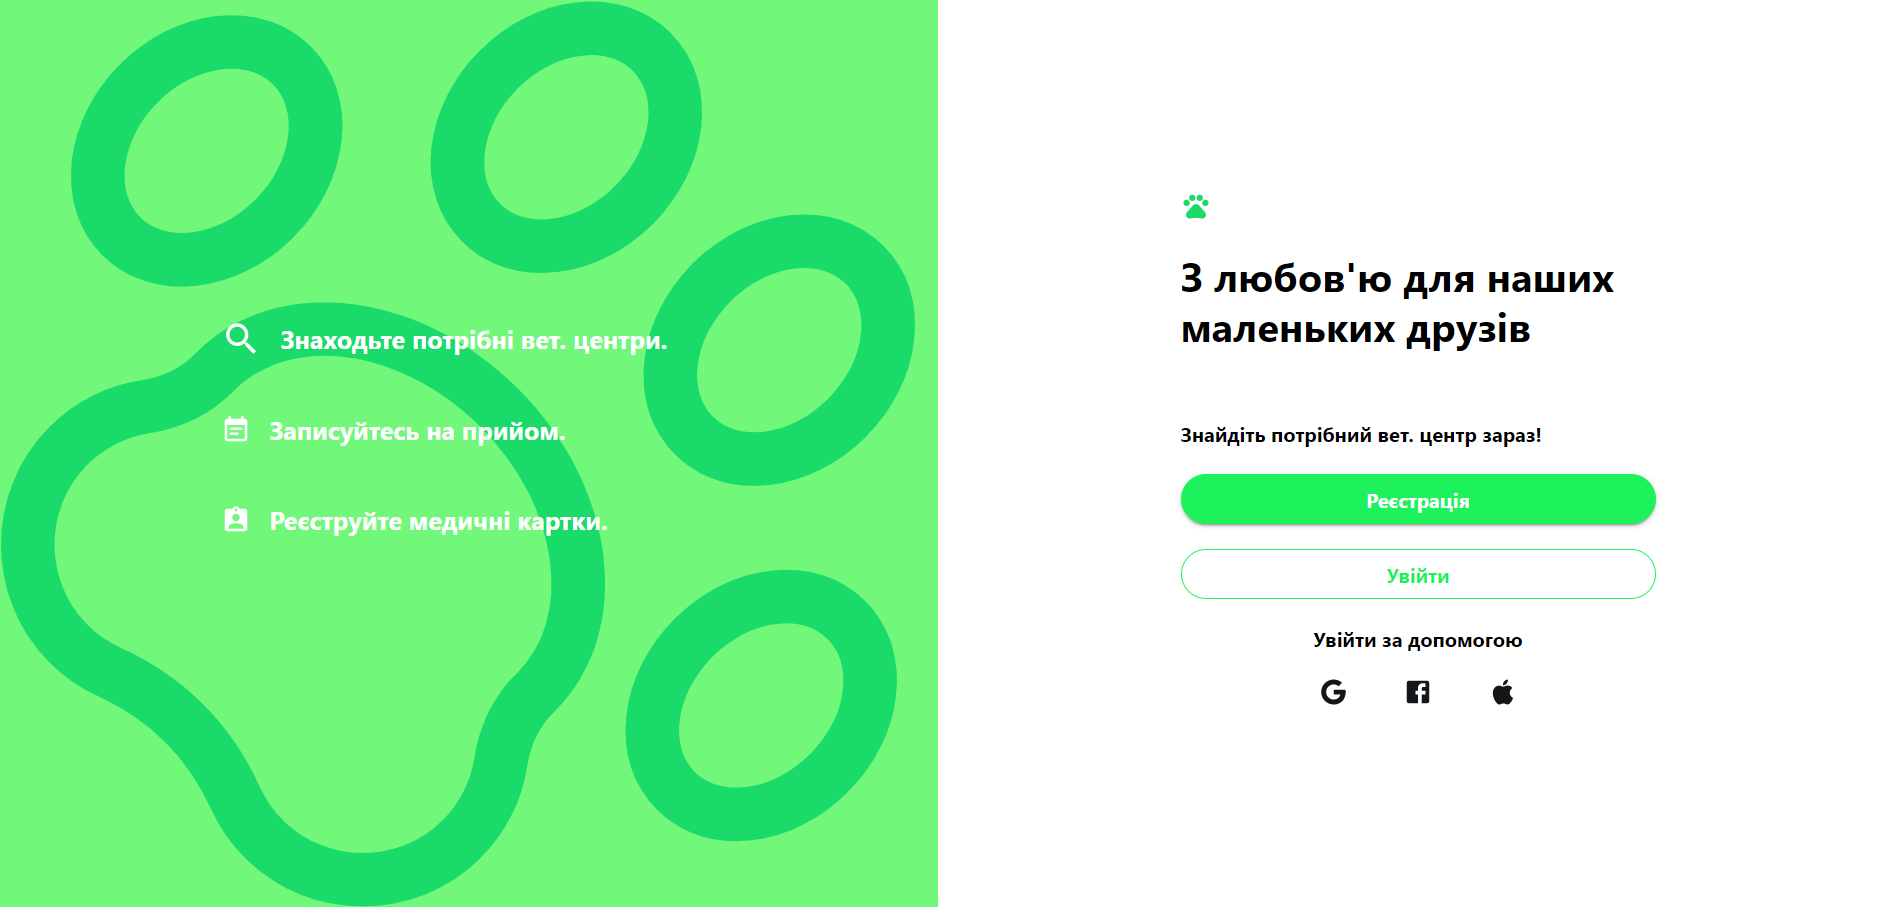 Знаходьте потрібні вет. центри.
Записуйтесь на прийом.
Реєструйте медичні картки.
З любов'ю для наших
маленьких друзів
Знайдіть потрібний вет. центр зараз!
Реєстрація
Увійти
Увійти за допомогою